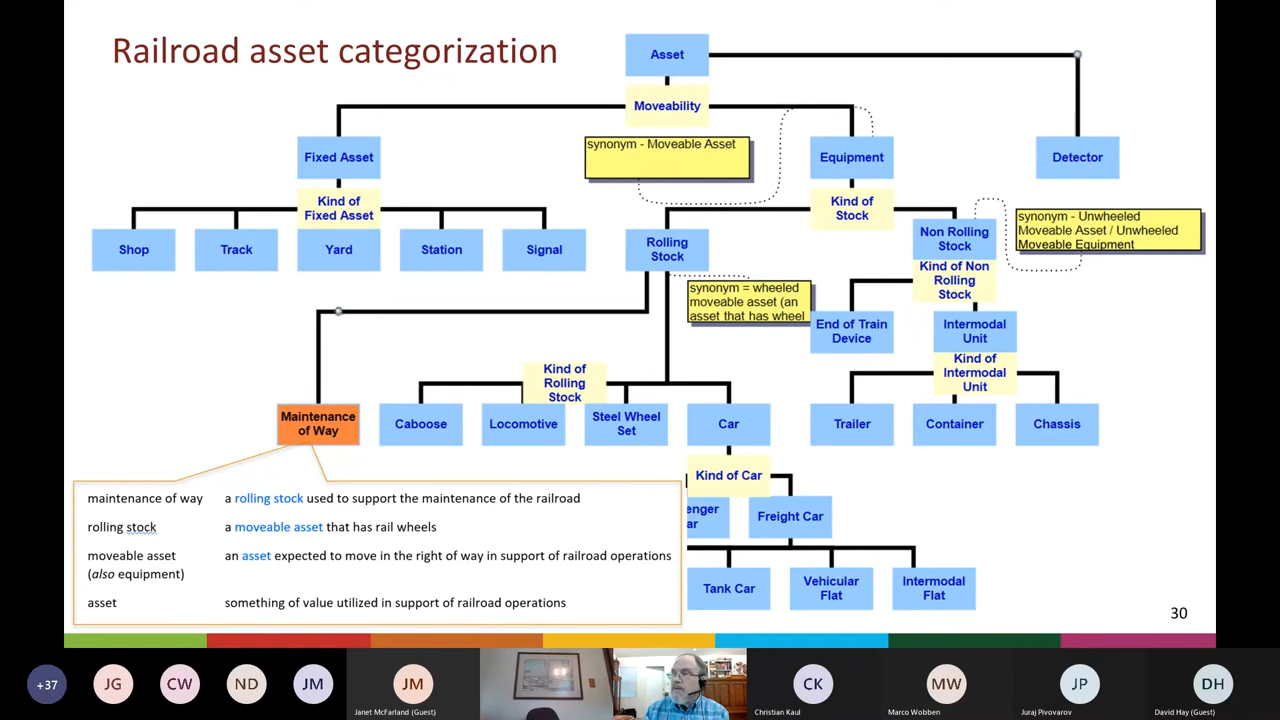 Railroad asset categorization
Asset
Moveability
synonym - Moveable Asset
Fixed Asset
Equipment
Detector
Kind of
Fixed Asset
Kind of
Stock
Shop
Track
Yard
Station
Signal
Rolling
Stock
Non Rolling
Stock
synonym - Unwheeled
Moveable Asset / Unwheeled
Moveable Equipment
Kind of Non
Rolling
Stock
synonym = wheeled
moveable asset (an
asset that has wheel
End of Train
Device
Intermodal
Unit
Kind of
Intermodal
Unit
Kind of
Rolling
Stock
Maintenance
of Way
Caboose
Locomotive
Steel Wheel
Set
Car
Trailer
Container
Chassis
Kind of Car
enger
ar
Freight Car
Tank Car
Vehicular
Flat
Intermodal
Flat
maintenance of way a rolling stock used to support the maintenance of the railroad
rolling stock a moveable asset that has rail wheels
moveable asset an asset expected to move in the right of way in support of railroad operations
(also equipment)
asset something of value utilized in support of railroad operations
30
+37
JG
CW
ND
JM
JM
Janet McFarland (Guest)
CK
Christian Kaul
MW
Marco Wobben
JP
Juraj Pivovarov
DH
David Hay (Guest)